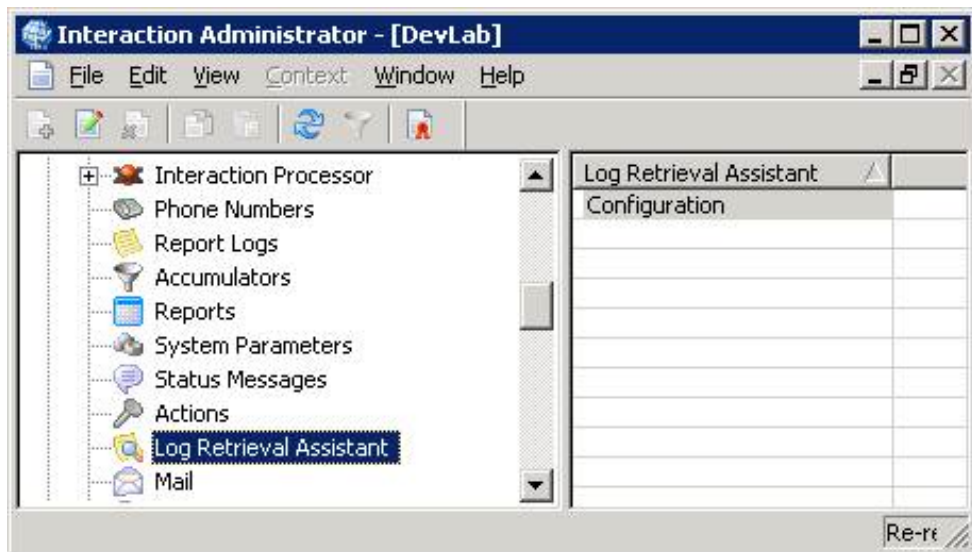 Interaction Administrator - [DevLab]
File Edit View Context Window Help
Interaction Processor
Phone Numbers
Report Logs
Accumulators
Reports
System Parameters
Status Messages
Actions
Log Retrieval Assistant
Mail
Log Retrieval Assistant
Configuration